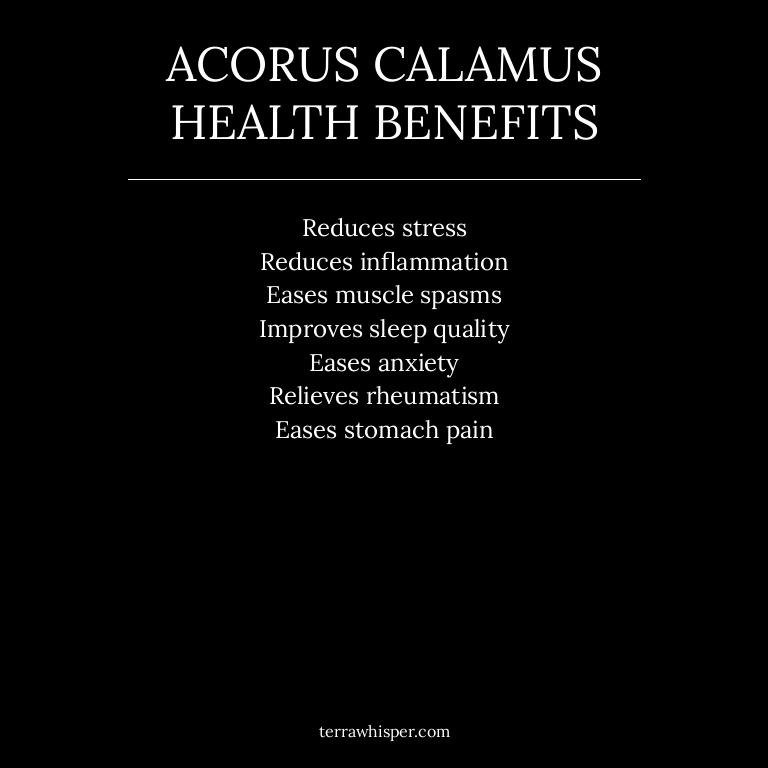 ACORUS CALAMUS
HEALTH BENEFITS
Reduces stress
Reduces inflammation
Eases muscle spasms
Improves sleep quality
Eases anxiety
Relieves rheumatism
Eases stomach pain
terrawhisper.com